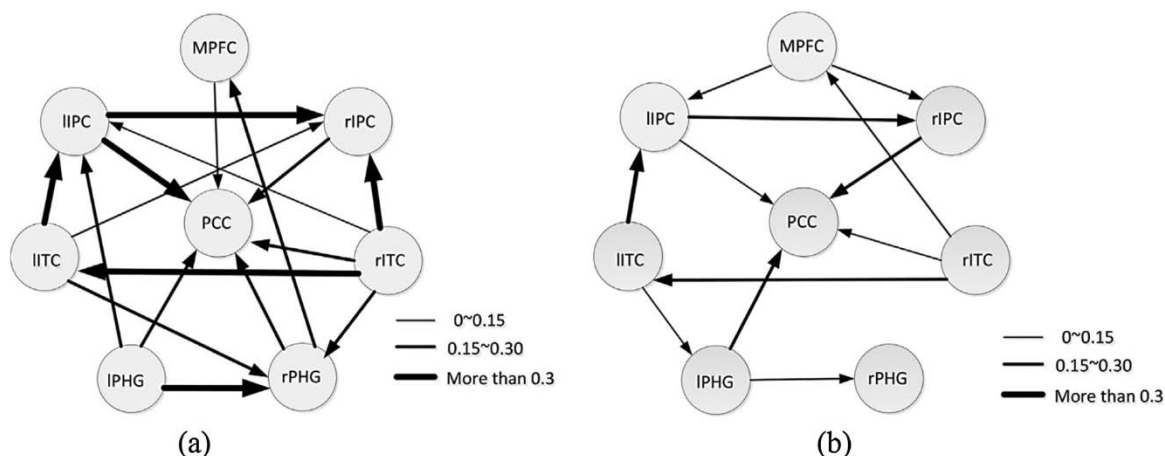 MPFC
lIPC
rIPC
PCC
lITC
rITC
lPHG
rPHG
0~0.15
0.15~0.30
More than 0.3
(a)
MPFC
lIPC
rIPC
PCC
lITC
rITC
lPHG
rPHG
0~0.15
0.15~0.30
More than 0.3
(b)